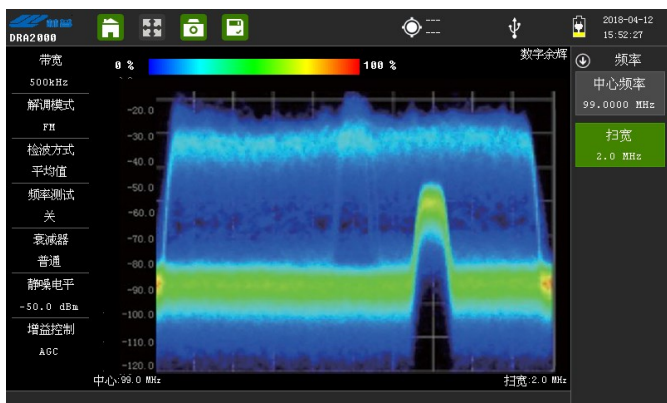 DRA2000
2018-04-12
15:52:27
带宽
500kHz
解调模式
FM
检波方式
平均值
频率测试
关
衰减器
普通
静噪电平
-50.0 dBm
增益控制
AGC
0 %
100 %
数字余辉
-20.0
-30.0
-40.0
-50.0
-60.0
-70.0
-80.0
-90.0
-100.0
-110.0
-120.0
中心:99.0 MHz
扫宽:2.0 MHz
频率
中心频率
99.0000 MHz
扫宽
2.0 MHz